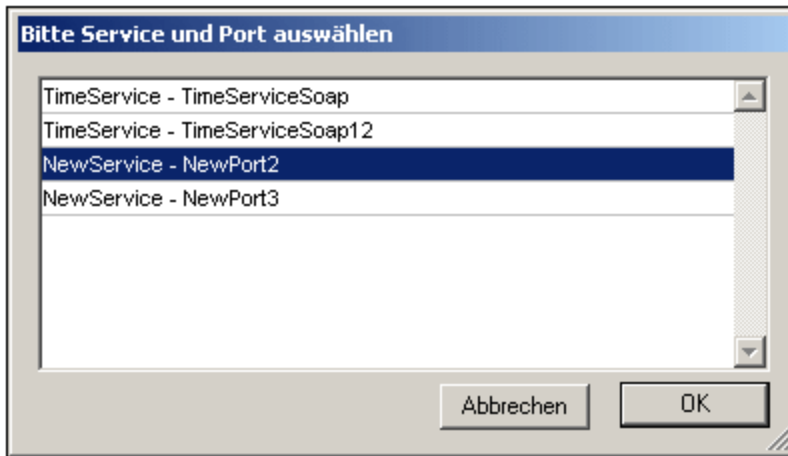 Bitte Service und Port auswählen
TimeService - TimeServiceSoap
TimeService - TimeServiceSoap12
NewService - NewPort2
NewService - NewPort3
Abbrechen
OK